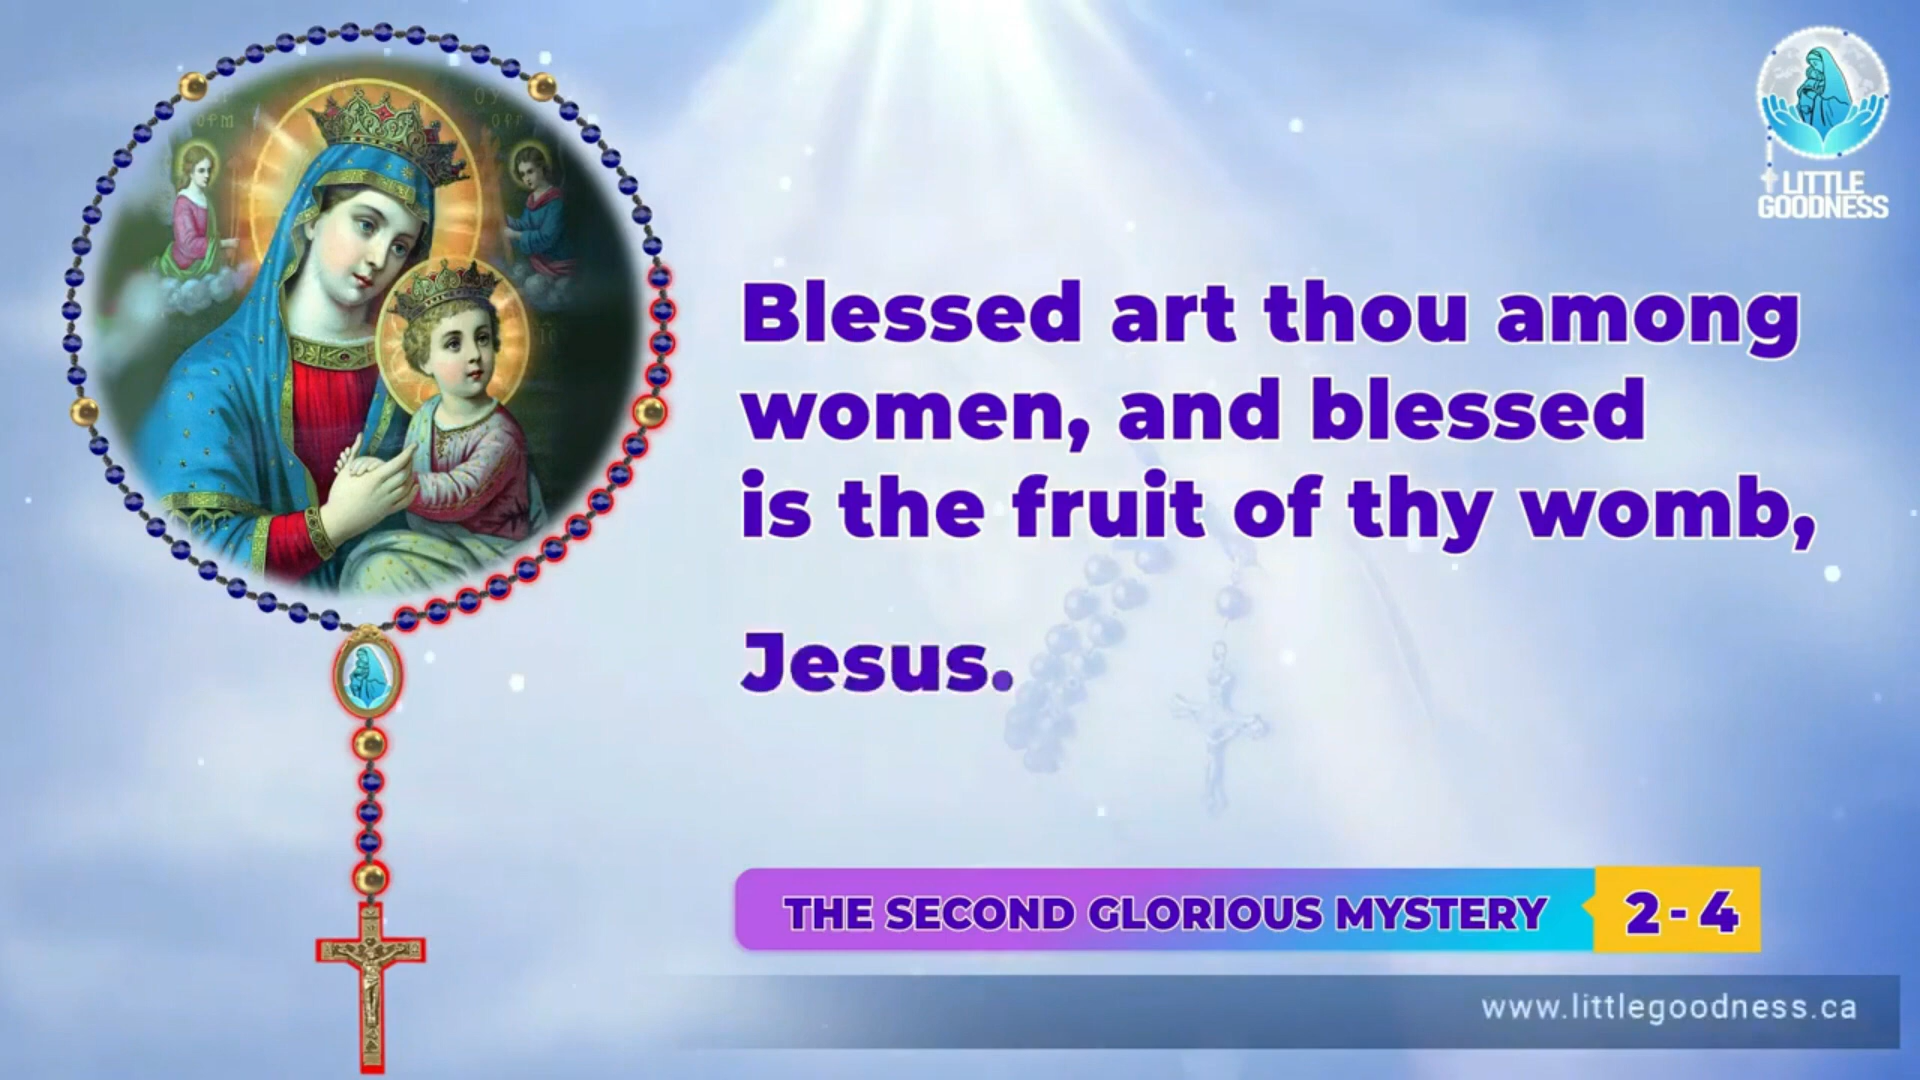 LITTLE
GOODNESS
Blessed art thou among
women, and blessed
is the fruit of thy womb,
Jesus.
THE SECOND GLORIOUS MYSTERY 2 - 4
www.littlegoodness.ca